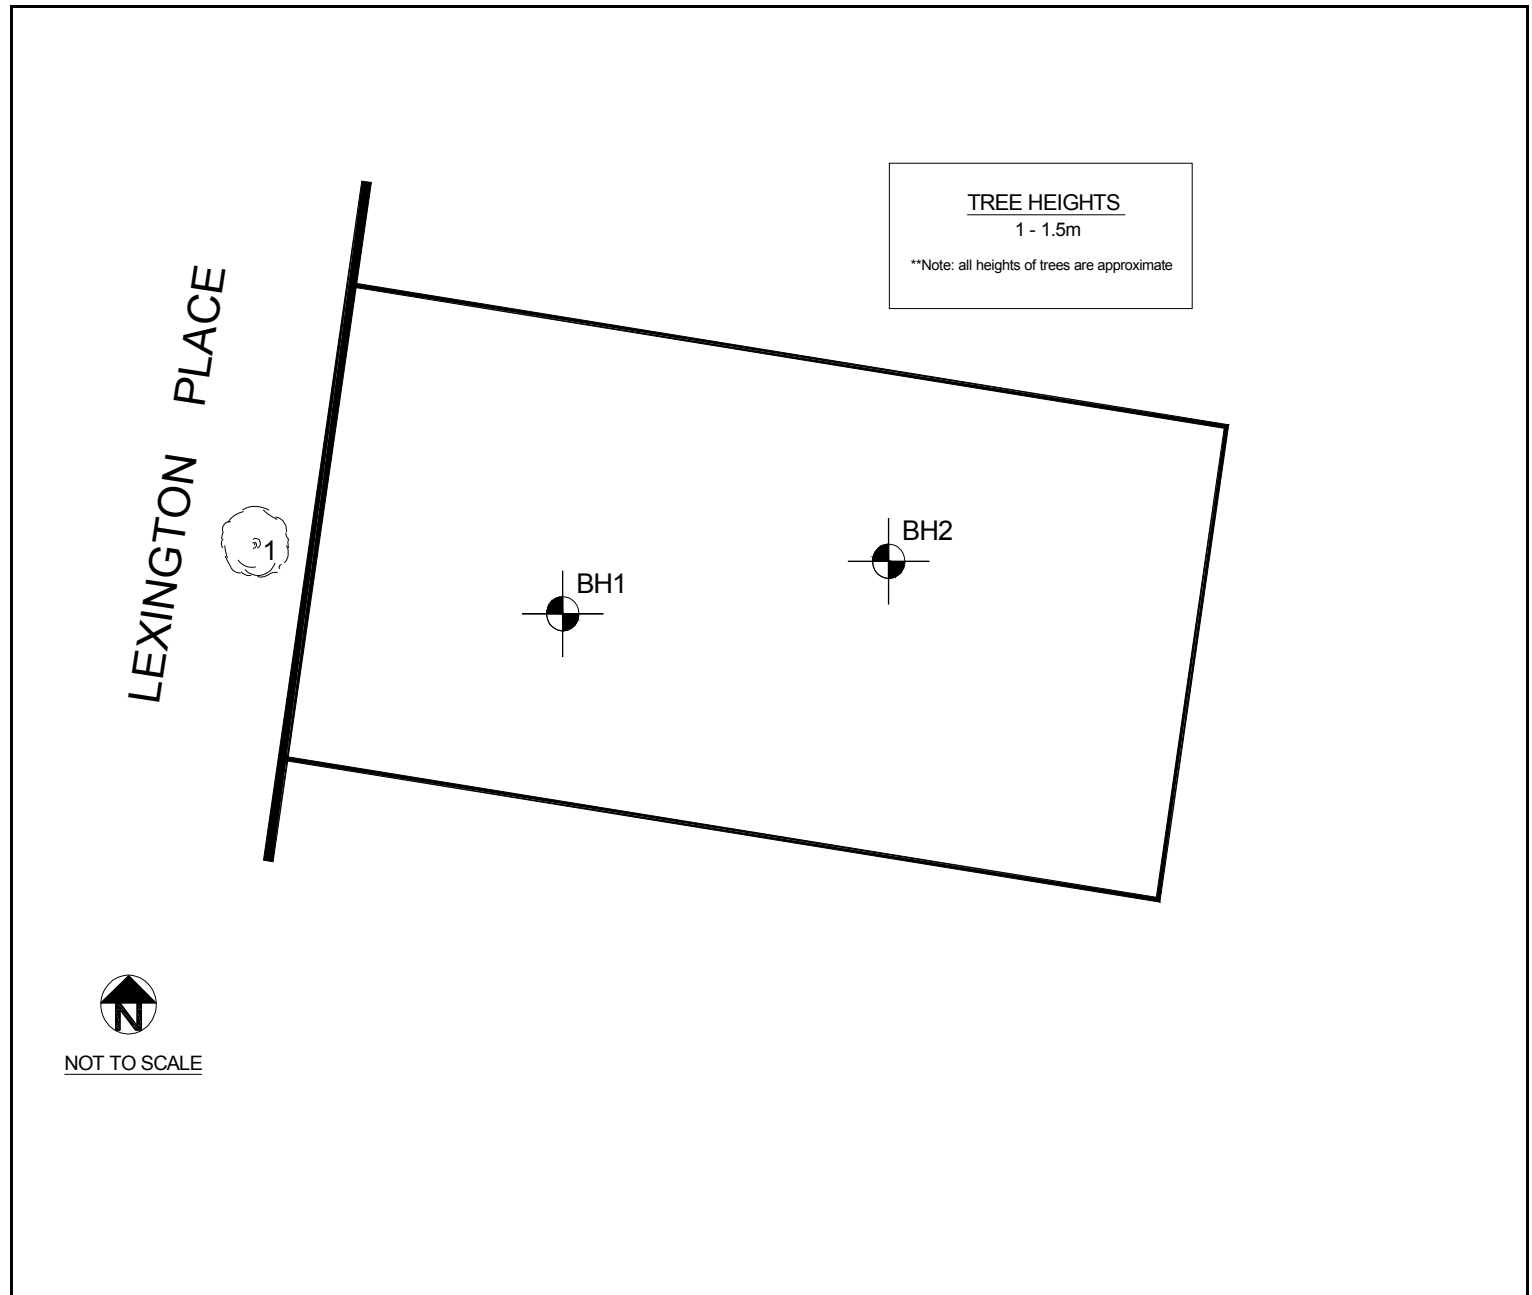 TREE HEIGHTS
1 - 1.5m
**Note: all heights of trees are approximate
LEXINGTON PLACE
1
BH1
BH2
N
NOT TO SCALE